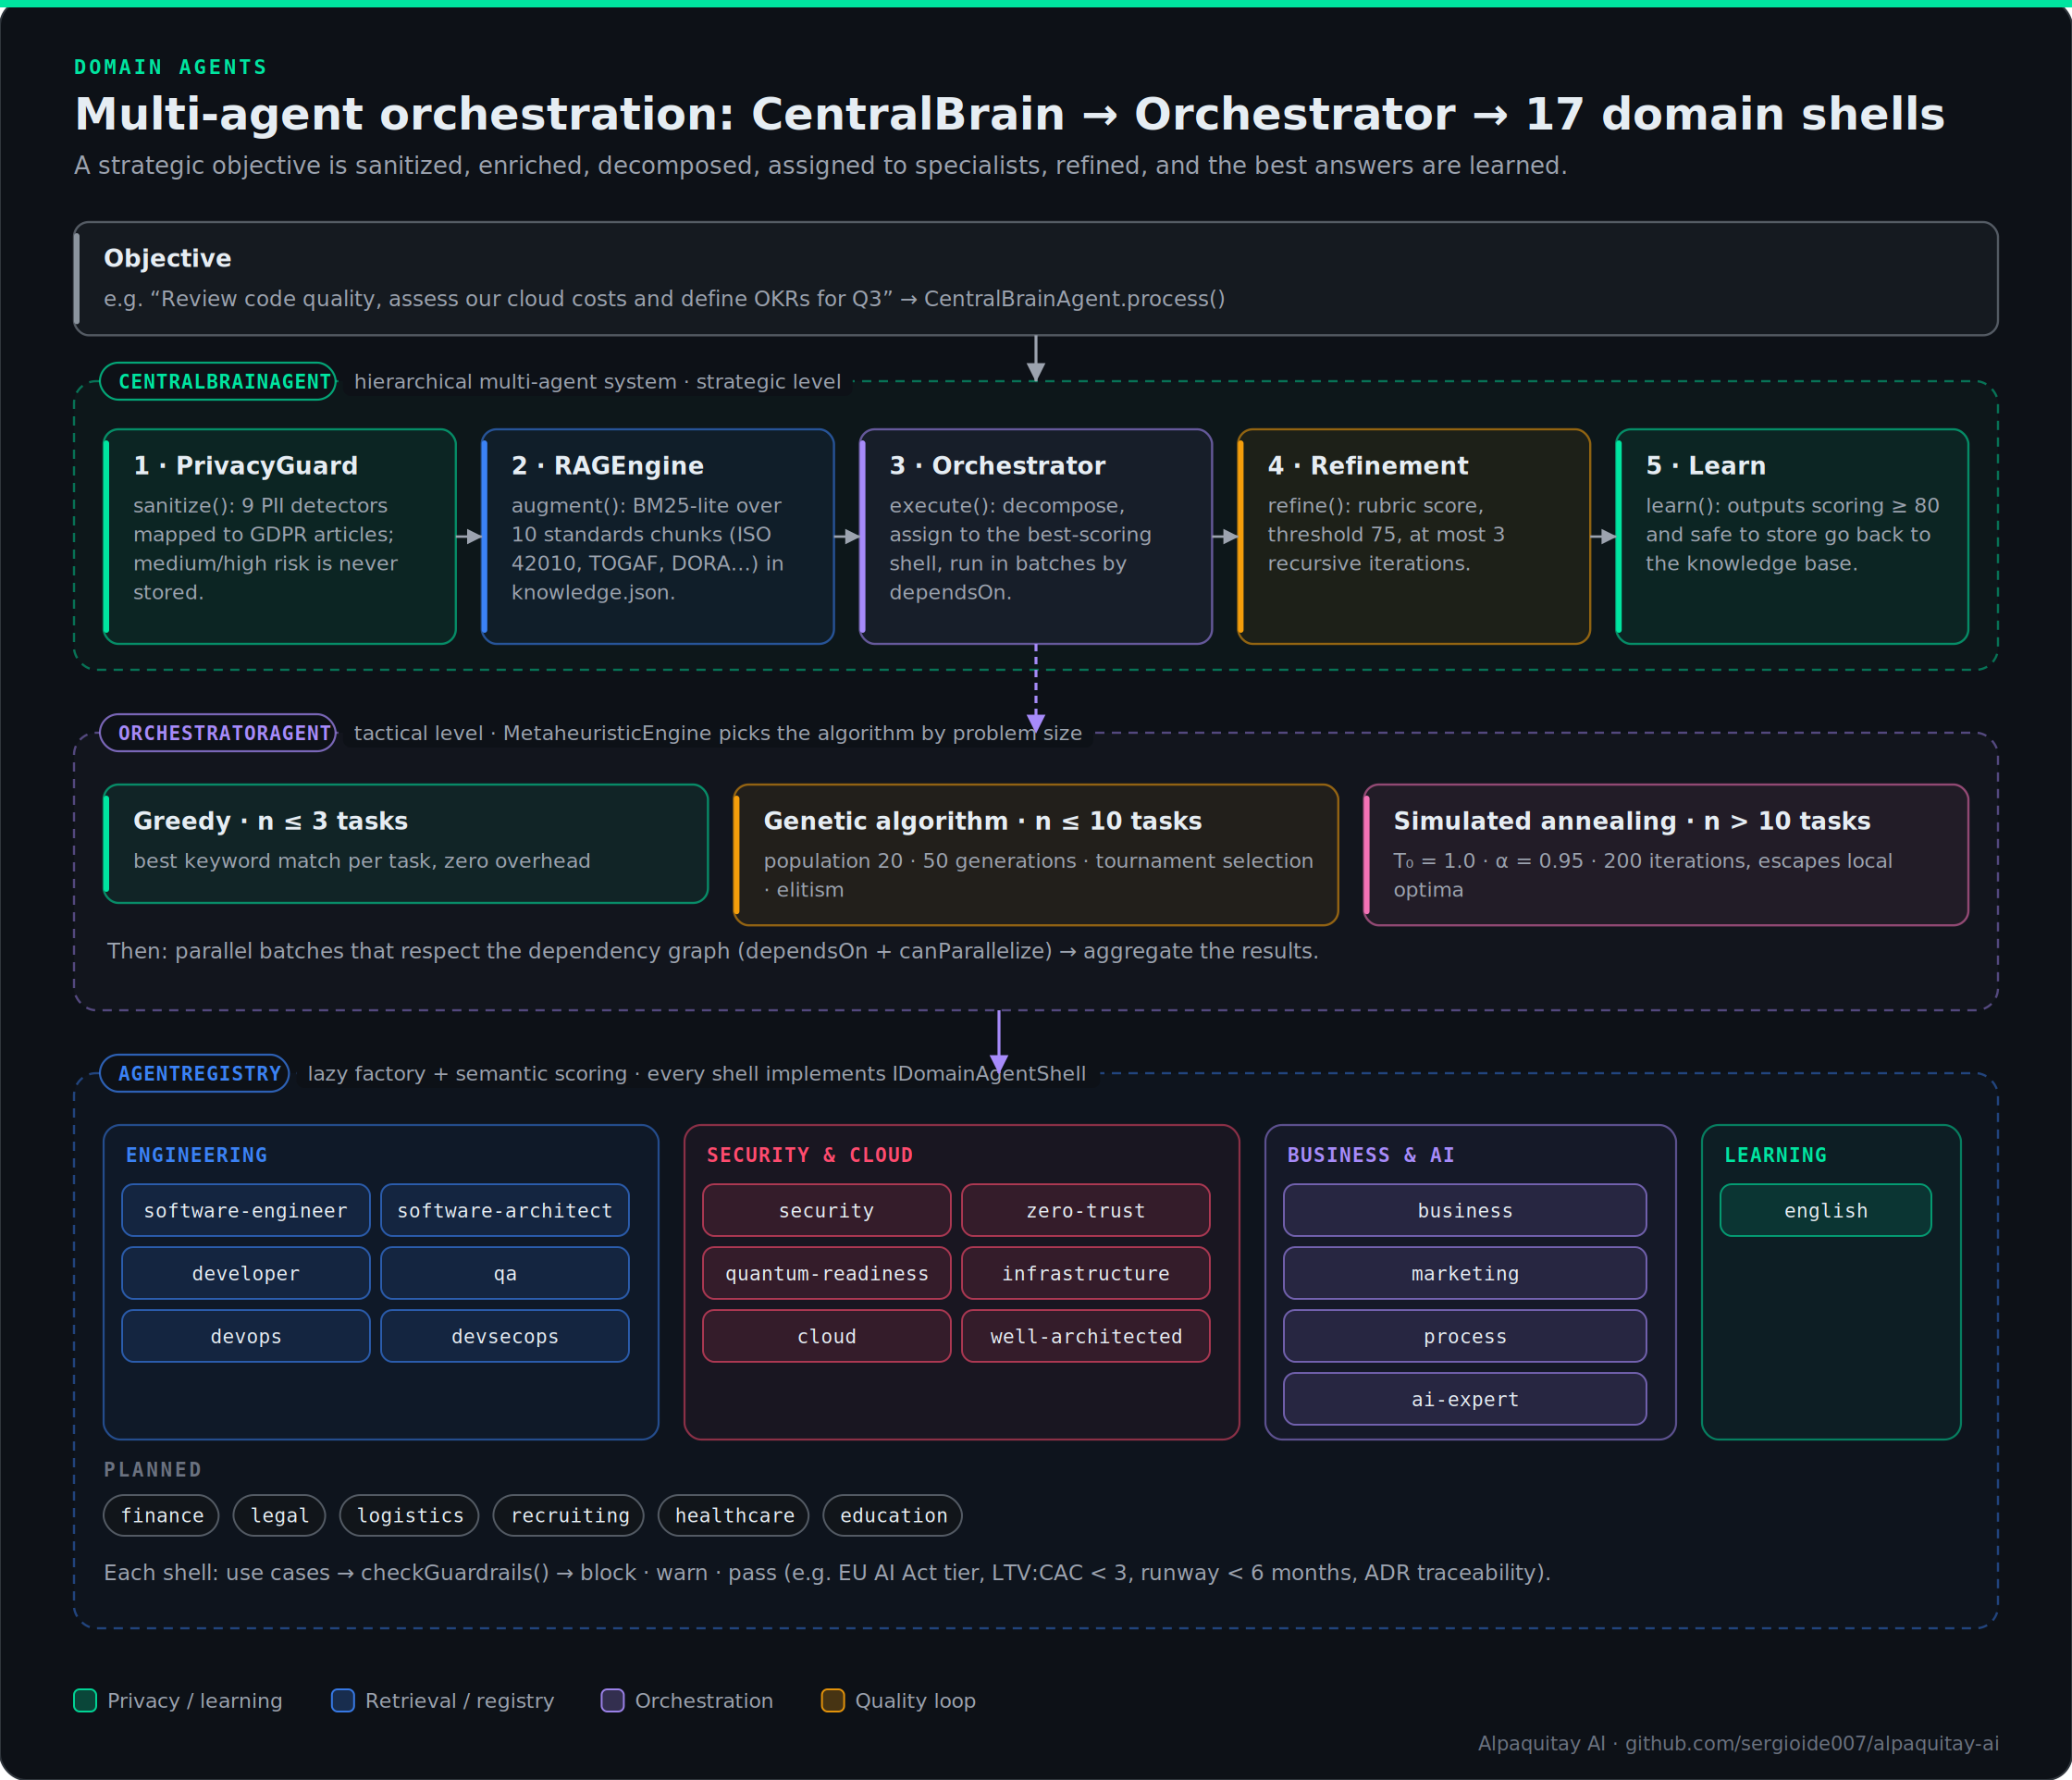 DOMAIN AGENTS
Multi-agent orchestration: CentralBrain → Orchestrator → 17 domain shells
A strategic objective is sanitized, enriched, decomposed, assigned to specialists, refined, and the best answers are learned.
Objective
e.g. “Review code quality, assess our cloud costs and define OKRs for Q3” → CentralBrainAgent.process()
CENTRALBRAINAGENT
hierarchical multi-agent system · strategic level
1 · PrivacyGuard
sanitize(): 9 PII detectors
mapped to GDPR articles;
medium/high risk is never
stored.
2 · RAGEngine
augment(): BM25-lite over
10 standards chunks (ISO
42010, TOGAF, DORA…) in
knowledge.json.
3 · Orchestrator
execute(): decompose,
assign to the best-scoring
shell, run in batches by
dependsOn.
4 · Refinement
refine(): rubric score,
threshold 75, at most 3
recursive iterations.
5 · Learn
learn(): outputs scoring ≥ 80
and safe to store go back to
the knowledge base.
ORCHESTRATORAGENT
tactical level · MetaheuristicEngine picks the algorithm by problem size
Greedy · n ≤ 3 tasks
best keyword match per task, zero overhead
Genetic algorithm · n ≤ 10 tasks
population 20 · 50 generations · tournament selection
· elitism
Simulated annealing · n > 10 tasks
T₀ = 1.0 · α = 0.95 · 200 iterations, escapes local
optima
Then: parallel batches that respect the dependency graph (dependsOn + canParallelize) → aggregate the results.
AGENTREGISTRY
lazy factory + semantic scoring · every shell implements IDomainAgentShell
ENGINEERING
software-engineer
software-architect
developer
qa
devops
devsecops
SECURITY & CLOUD
security
zero-trust
quantum-readiness
infrastructure
cloud
well-architected
BUSINESS & AI
business
marketing
process
ai-expert
LEARNING
english
PLANNED
finance
legal
logistics
recruiting
healthcare
education
Each shell: use cases → checkGuardrails() → block · warn · pass (e.g. EU AI Act tier, LTV:CAC < 3, runway < 6 months, ADR traceability).
Privacy / learning
Retrieval / registry
Orchestration
Quality loop
Alpaquitay AI · github.com/sergioide007/alpaquitay-ai